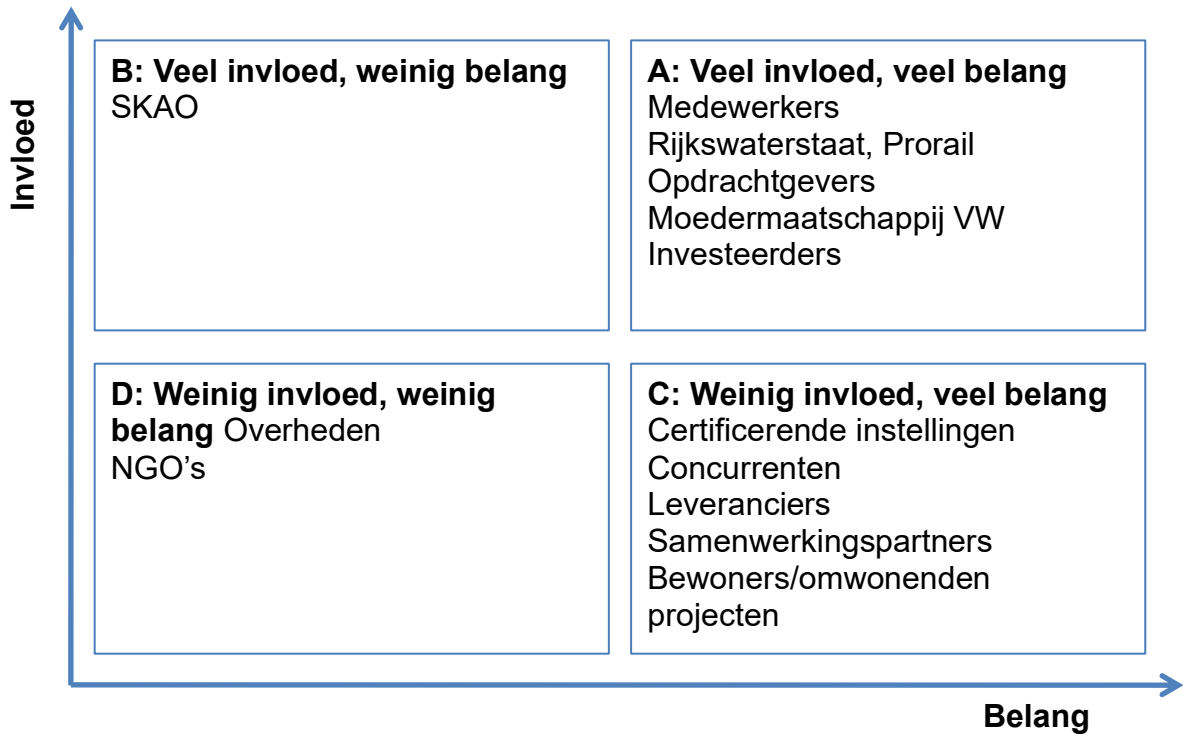 Invloed
B: Veel invloed, weinig belang
SKAO
A: Veel invloed, veel belang
Medewerkers
Rijkswaterstaat, Prorail
Opdrachtgevers
Moedermaatschappij VW
Investeerders
D: Weinig invloed, weinig
belang Overheden
NGO’s
C: Weinig invloed, veel belang
Certificerende instellingen
Concurrenten
Leveranciers
Samenwerkingspartners
Bewoners/omwonenden
projecten
Belang